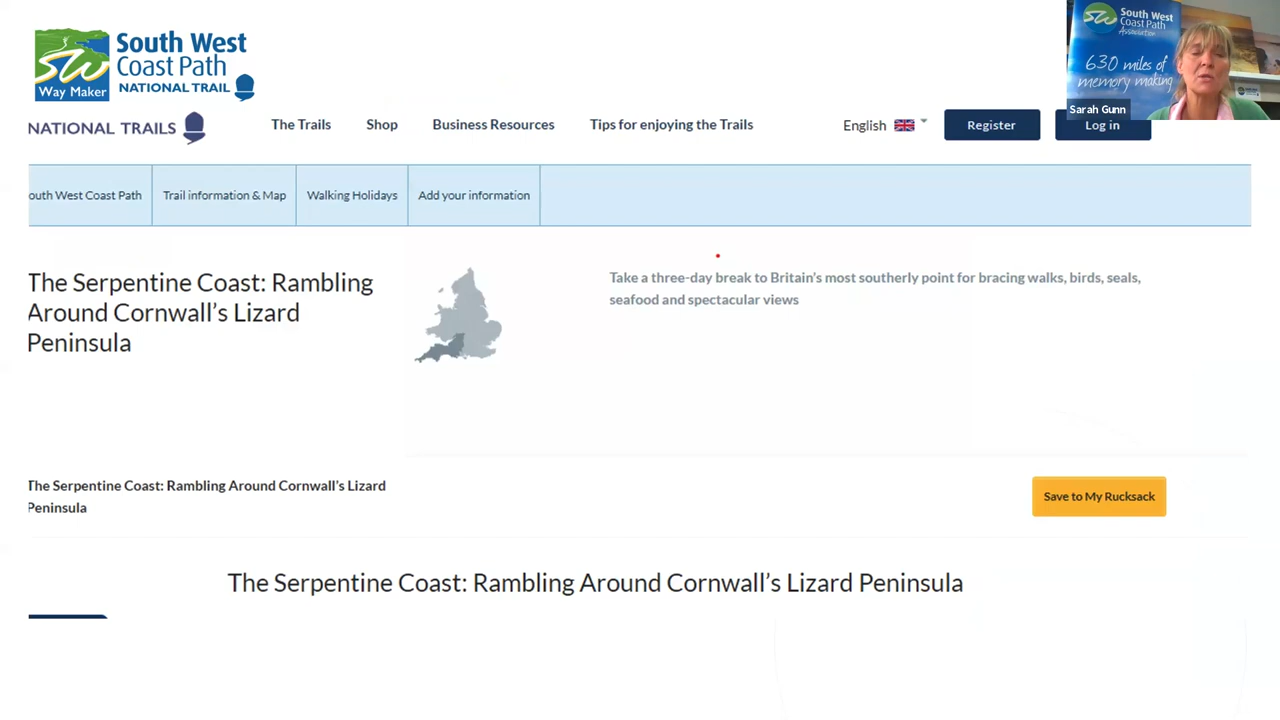 South West
Coast Path
NATIONAL TRAIL
sw
Way Maker
South West
Coast Path
Association
630 miles of
memory making
Sarah Gunn
NATIONAL TRAILS
The Trails
Shop
Business Resources
Tips for enjoying the Trails
English
Register
Log in
outh West Coast Path
Trail information & Map
Walking Holidays
Add your information
The Serpentine Coast: Rambling
Around Cornwall’s Lizard
Peninsula
Take a three-day break to Britain’s most southerly point for bracing walks, birds, seals,
seafood and spectacular views
The Serpentine Coast: Rambling Around Cornwall’s Lizard
Peninsula
Save to My Rucksack
The Serpentine Coast: Rambling Around Cornwall’s Lizard Peninsula